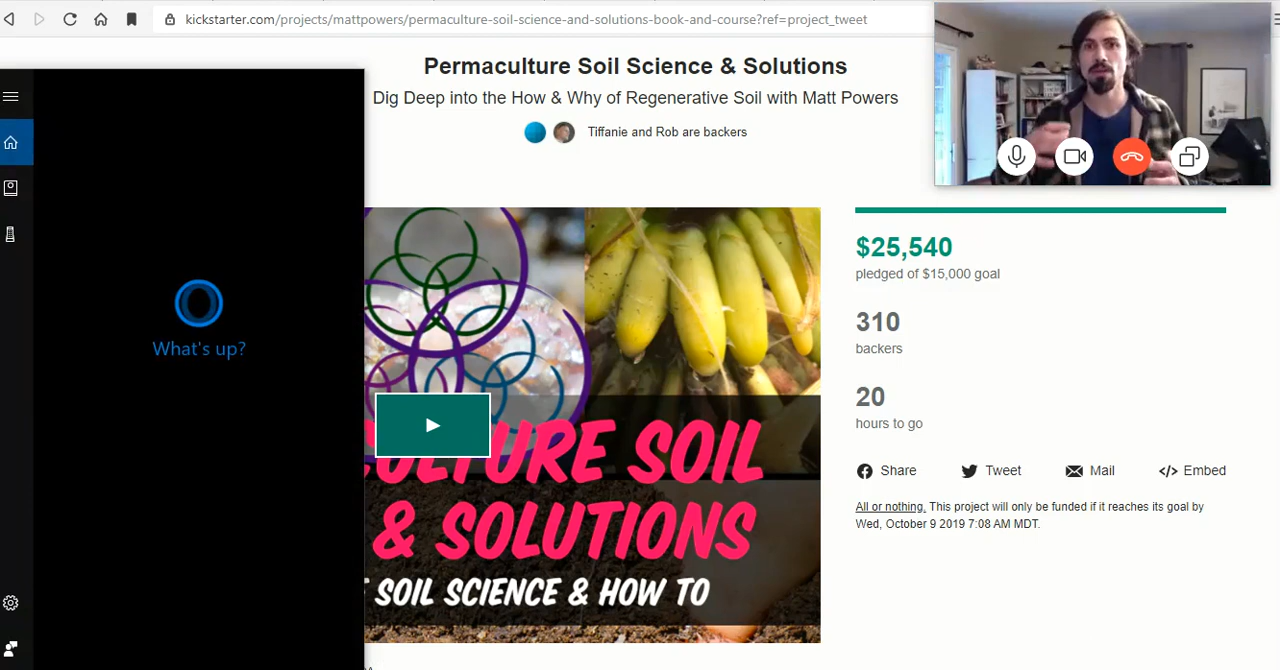 kickstarter.com/projects/mattpowers/permaculture-soil-science-and-solutions-book-and-course?ref=project_tweet
Permaculture Soil Science & Solutions
Dig Deep into the How & Why of Regenerative Soil with Matt Powers
Tiffanie and Rob are backers
What's up?
$25,540
pledged of $15,000 goal
310
backers
20
hours to go
Share
Tweet
Mail
Embed
All or nothing. This project will only be funded if it reaches its goal by
Wed, October 9 2019 7:08 AM MDT.
CULTURE SOIL
& SOLUTIONS
SOIL SCIENCE & HOW TO